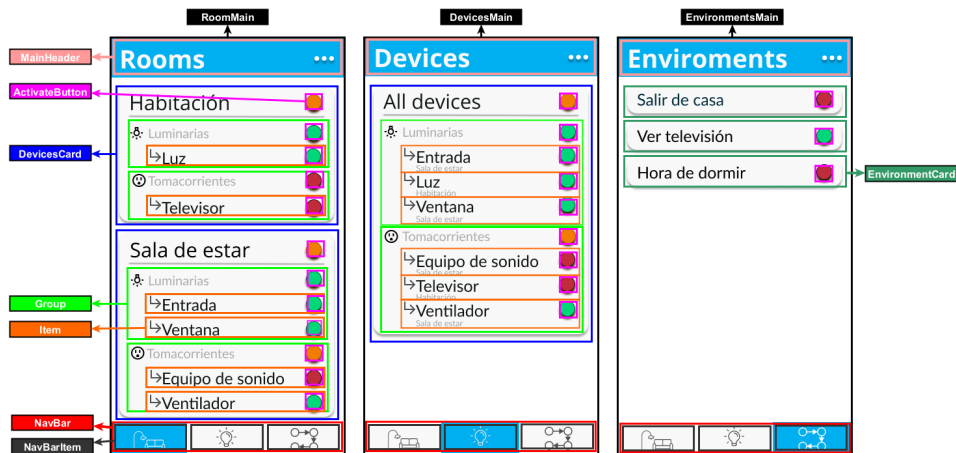 RoomMain
DevicesMain
EnvironmentsMain
MainHeader
ActivateButton
DevicesCard
Group
Item
NavBar
NavBarItem
EnvironmentCard
Rooms
Habitación
Luminarias
Luz
Tomacorrientes
Televisor
Sala de estar
Luminarias
Entrada
Ventana
Tomacorrientes
Equipo de sonido
Ventilador
Devices
All devices
Luminarias
Entrada
Sala de estar
Luz
Habitación
Ventana
Sala de estar
Tomacorrientes
Equipo de sonido
Sala de estar
Televisor
Habitación
Ventilador
Sala de estar
Enviroments
Salir de casa
Ver televisión
Hora de dormir